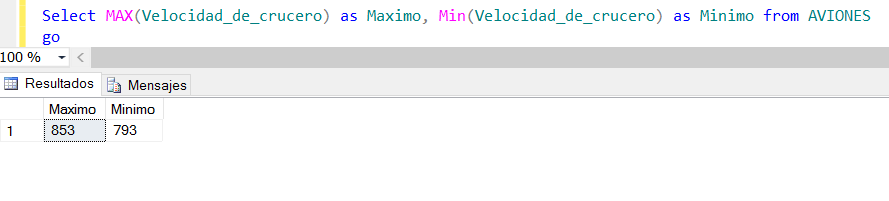 Select MAX(Velocidad_de_crucero) as Maximo, Min(Velocidad_de_crucero) as Minimo from AVIONES
go
100 %
Resultados Mensajes
Maximo Minimo
1 853 793